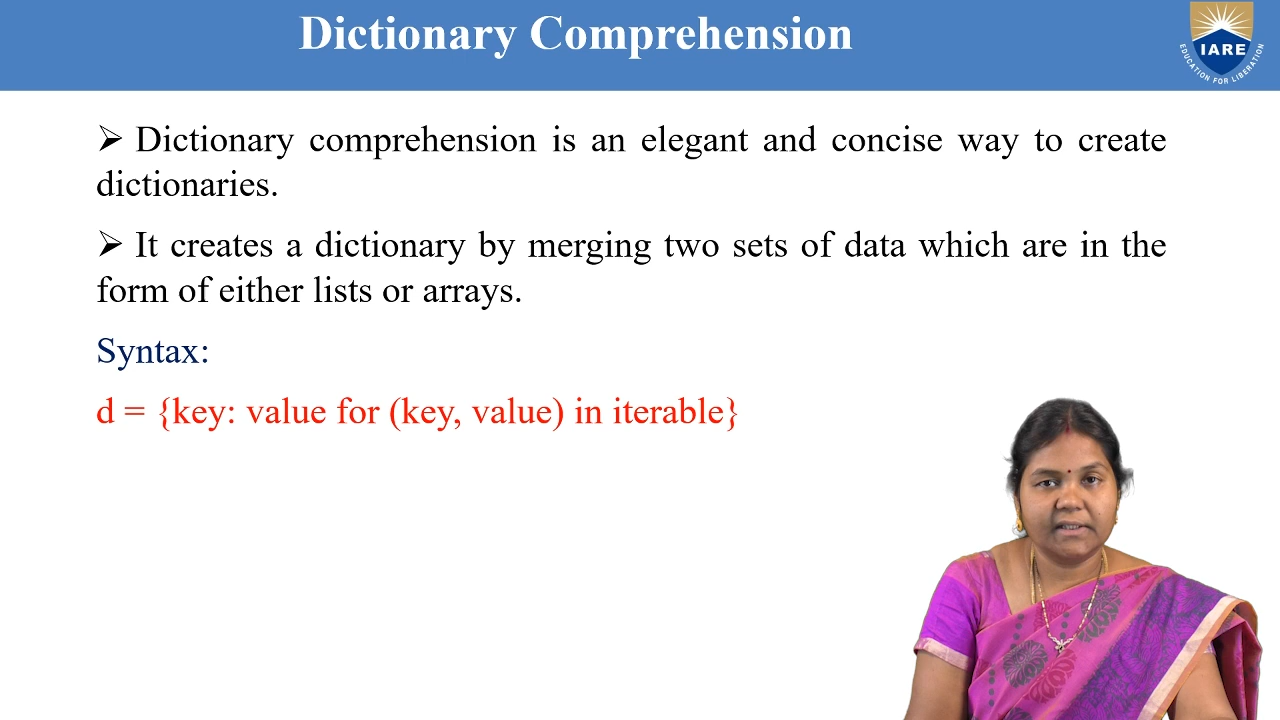 Dictionary Comprehension
IARE
EDUCATION FOR LIBERATION
➢ Dictionary comprehension is an elegant and concise way to create
dictionaries.
➢ It creates a dictionary by merging two sets of data which are in the
form of either lists or arrays.
Syntax:
d = {key: value for (key, value) in iterable}